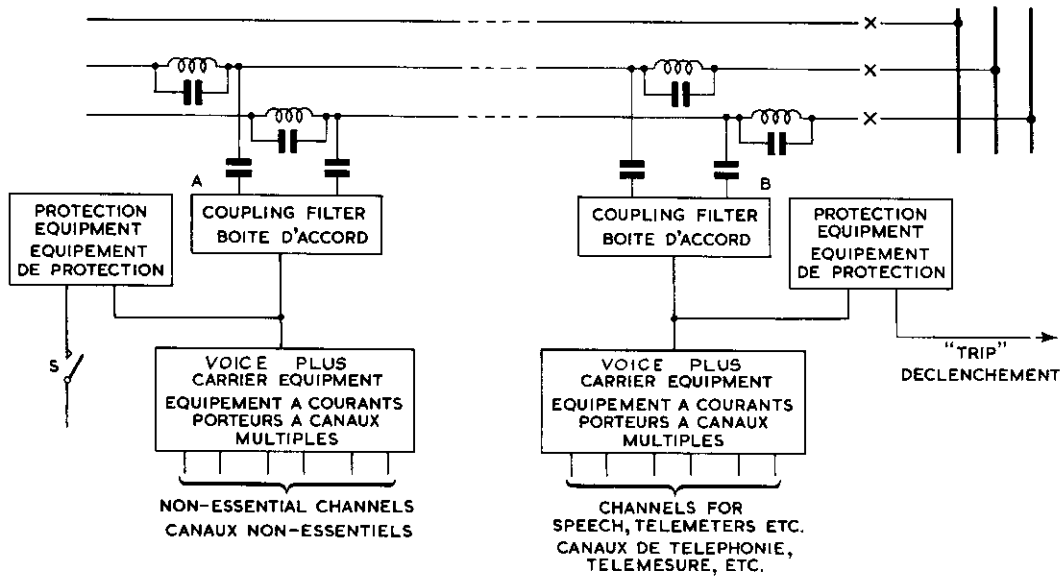 A
B
PROTECTION
EQUIPMENT
EQUIPEMENT
DE PROTECTION
COUPLING FILTER
BOITE D'ACCORD
COUPLING FILTER
BOITE D'ACCORD
PROTECTION
EQUIPMENT
EQUIPEMENT
DE PROTECTION
S
VOICE PLUS
CARRIER EQUIPMENT
EQUIPEMENT A COURANTS
PORTEURS A CANAUX
MULTIPLES
VOICE PLUS
CARRIER EQUIPMENT
EQUIPEMENT A COURANTS
PORTEURS A CANAUX
MULTIPLES
"TRIP"
DECLENCHEMENT
NON-ESSENTIAL CHANNELS
CANAUX NON-ESSENTIELS
CHANNELS FOR
SPEECH, TELEMETERS ETC.
CANAUX DE TELEPHONIE,
TELEMESURE, ETC.